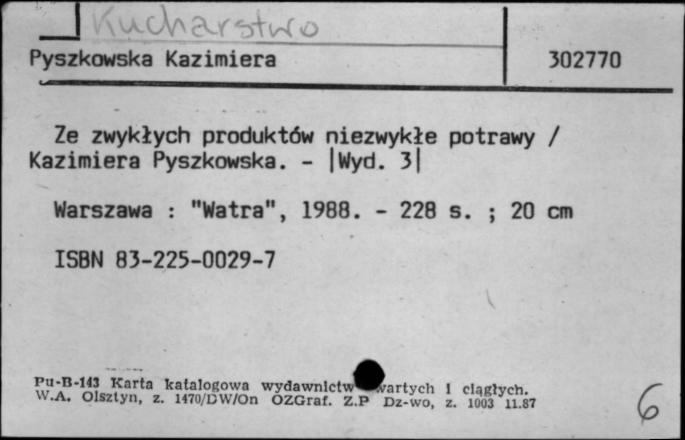 Kucharstwo
Pyszkowska Kazimiera 302770
Ze zwykłych produktów niezwykłe potrawy /
Kazimiera Pyszkowska. - |Wyd. 3|
Warszawa : "Watra", 1988. - 228 s. ; 20 cm
ISBN 83-225-0029-7
Pu-B-143 Karta katalogowa wydawnictw wartych i ciągłych.
W.A. Olsztyn, z. 1470/DW/On OZGraf. Z.P Dz-wo, z. 1003 11.87
6